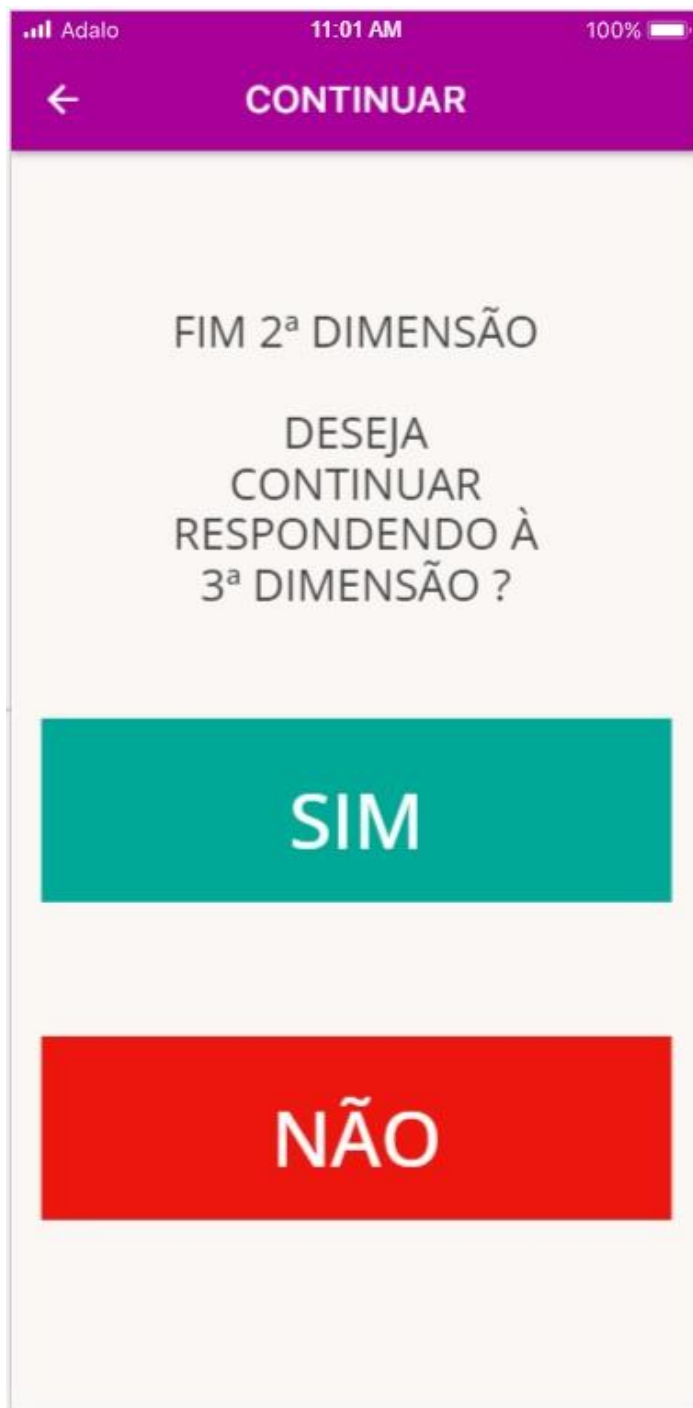 Adalo 11:01 AM 100%
CONTINUAR
FIM 2ª DIMENSÃO
DESEJA
CONTINUAR
RESPONDENDO À
3ª DIMENSÃO ?
SIM
NÃO